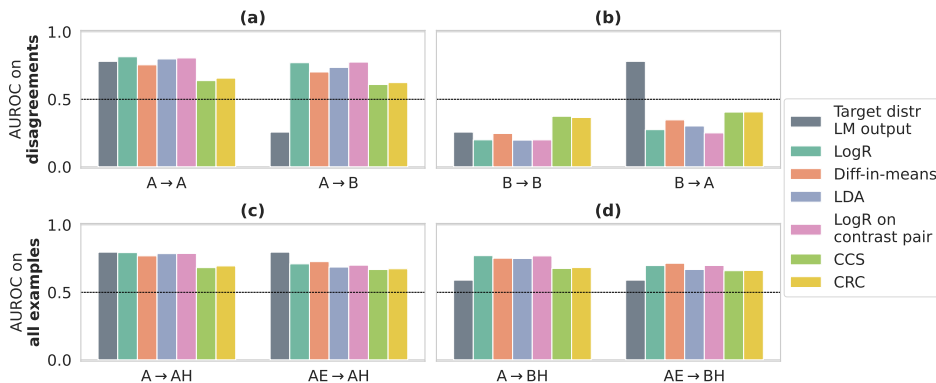 (a)
(b)
AUROC on
disagreements
1.0
0.5
0.0
A→A
A→B
B→B
B→A
(c)
(d)
AUROC on
all examples
1.0
0.5
0.0
A→AH
AE→AH
A→BH
AE→BH
Target distr
LM output
LogR
Diff-in-means
LDA
LogR on
contrast pair
CCS
CRC